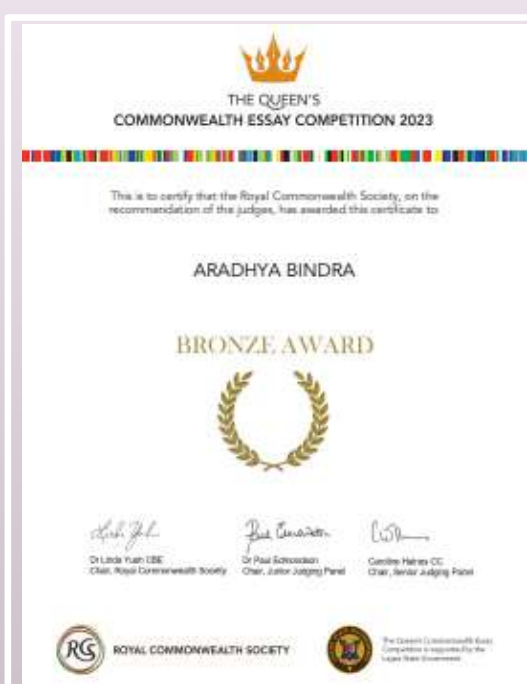 THE QUEEN'S
COMMONWEALTH ESSAY COMPETITION 2023
This is to certify that the Royal Commonwealth Society, on the
recommendation of the judges, has awarded this certificate to
ARADHYA BINDRA
BRONZE AWARD
Dr Linda Yueh CBE
Chair, Royal Commonwealth Society
Dr Paul Edmondson
Chair, Junior Judging Panel
Caroline Haines CC
Chair, Senior Judging Panel
RCS
ROYAL COMMONWEALTH SOCIETY
The Queen's Commonwealth Essay
Competition is supported by the
Lagos State Government